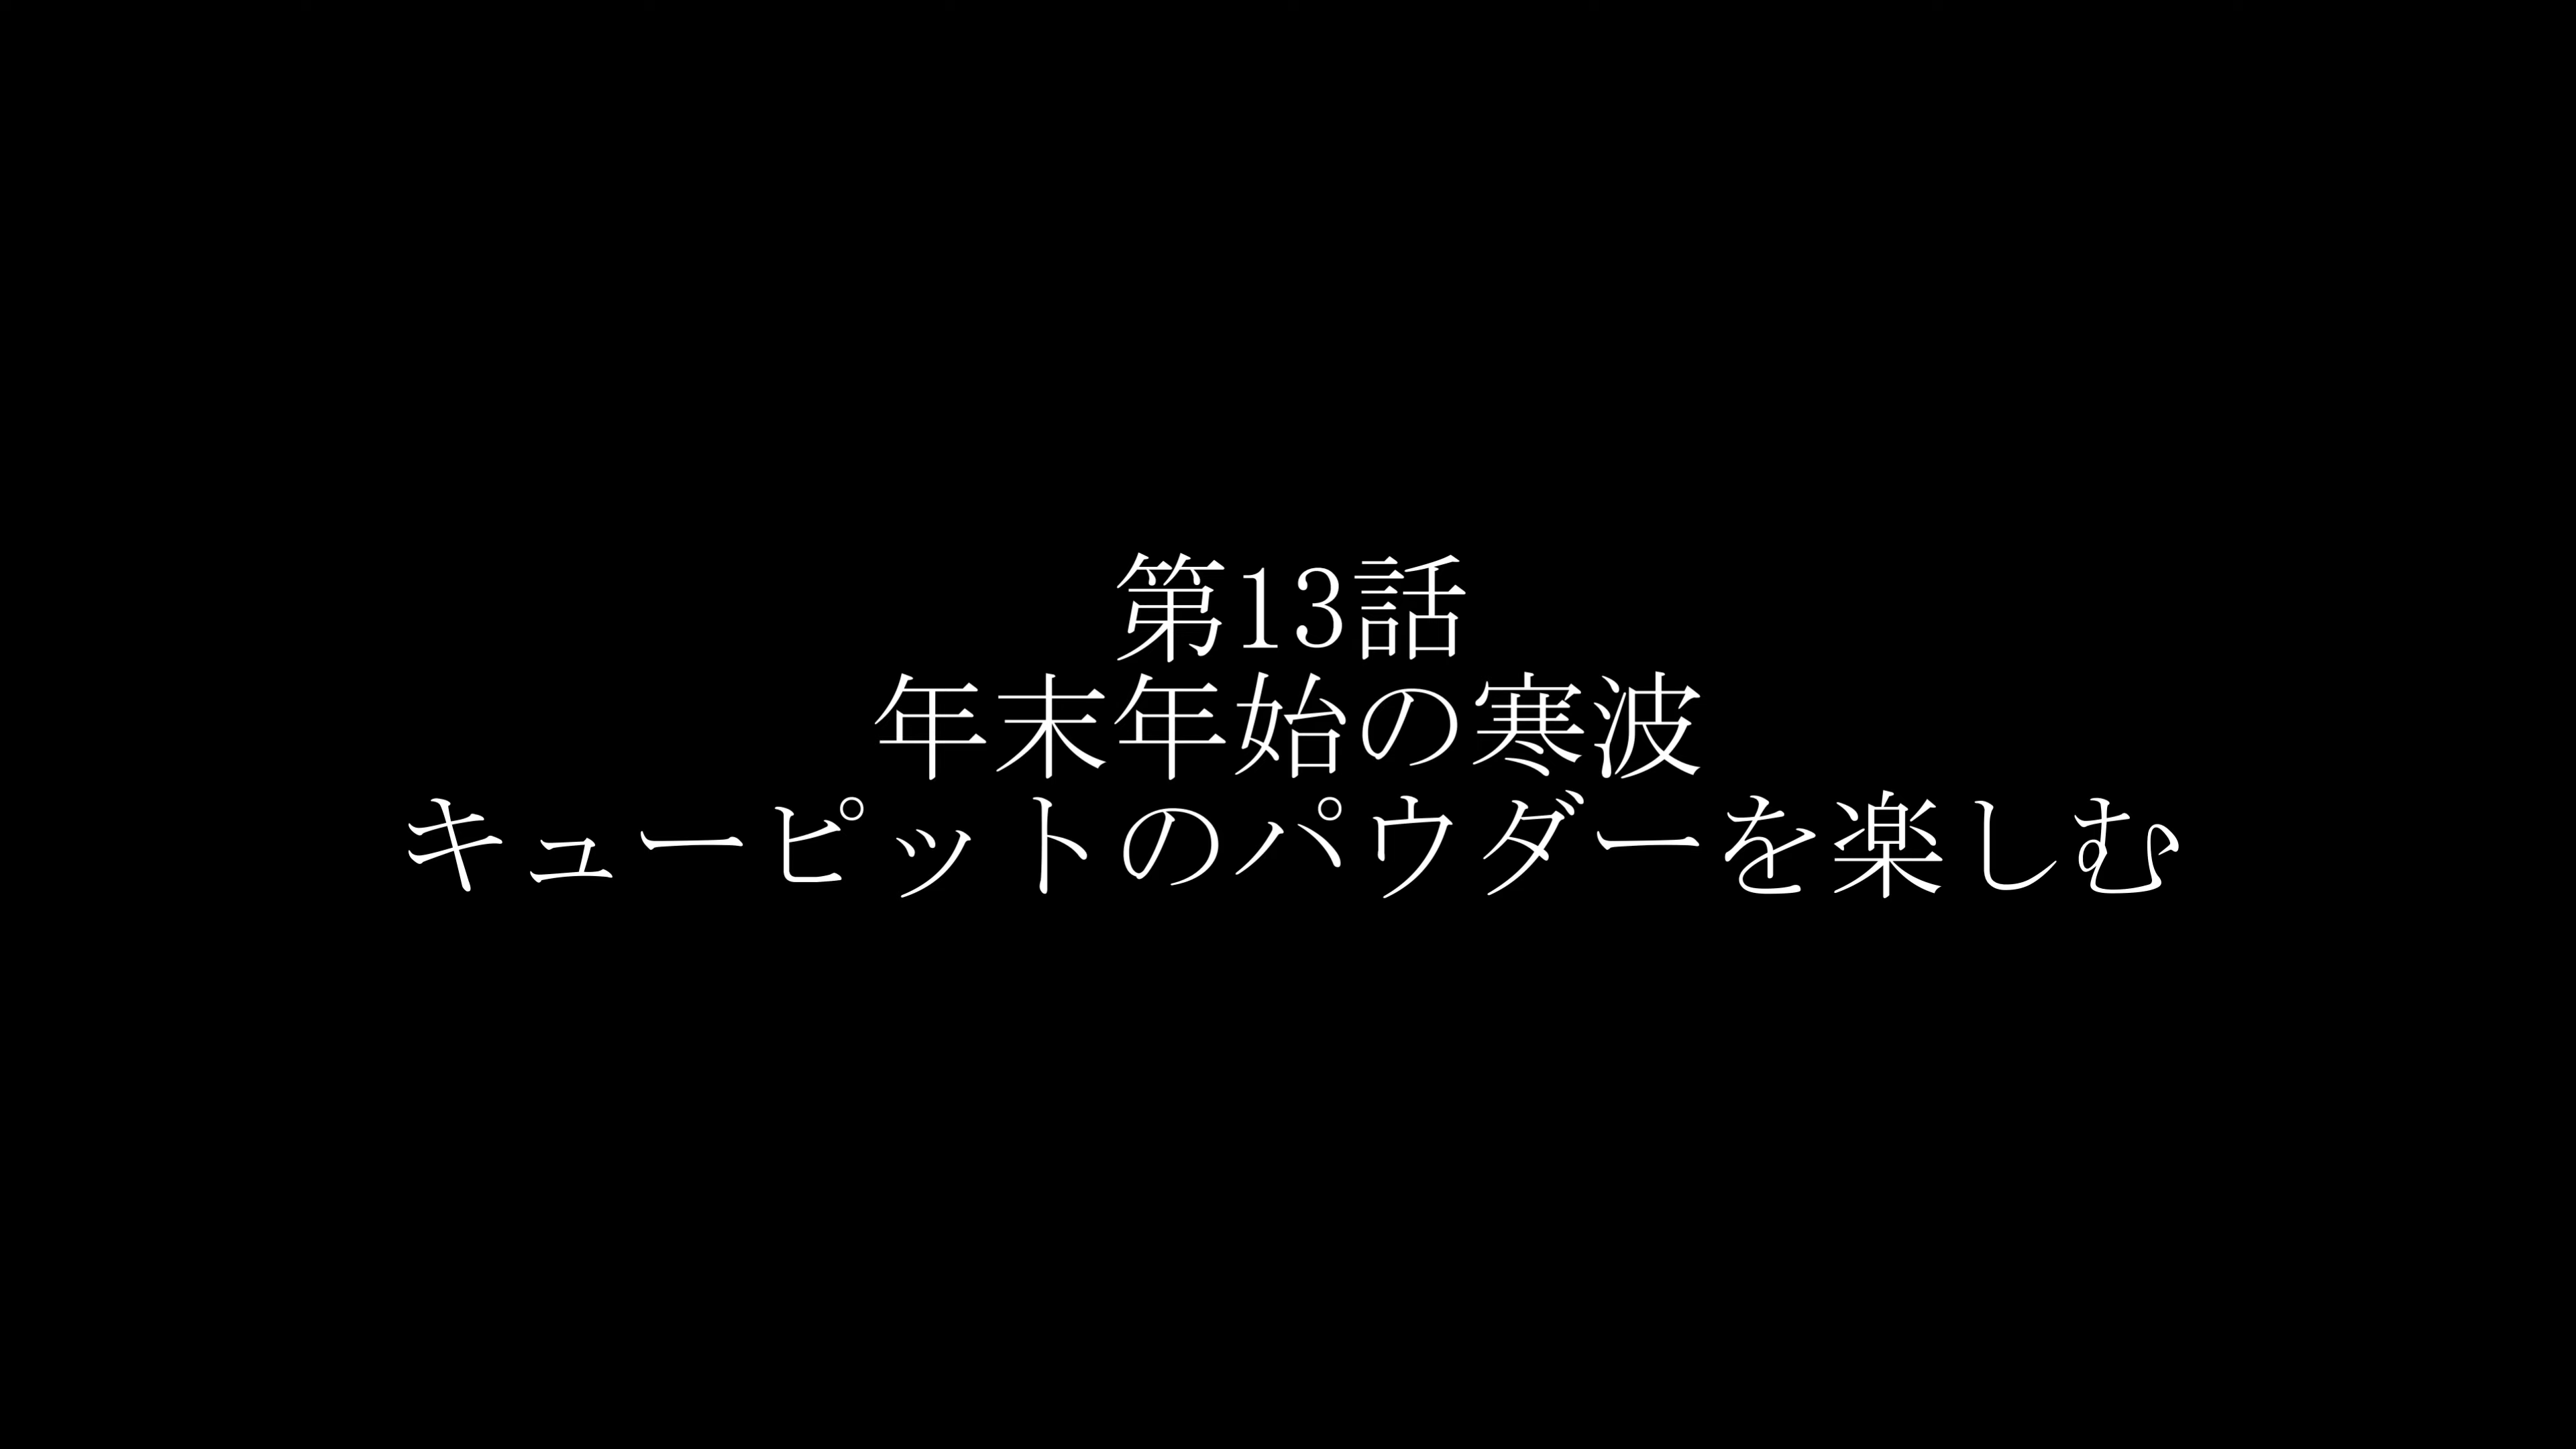 第13話
年末年始の寒波
キューピットのパウダーを楽しむ